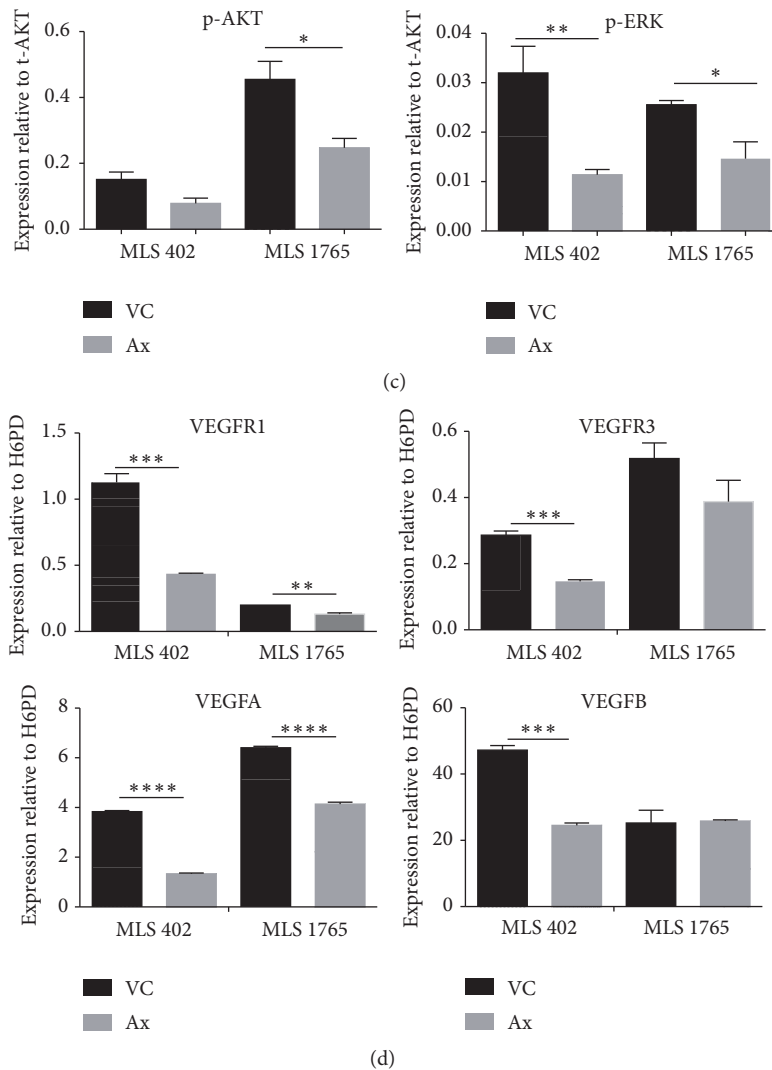 p-AKT
Expression relative to t-AKT
0.6
0.4
0.2
0.0
*
MLS 402 MLS 1765
VC
Ax
p-ERK
Expression relative to t-AKT
0.04
0.03
0.02
0.01
0.00
**
*
MLS 402 MLS 1765
VC
Ax
(c)
VEGFR1
Expression relative to H6PD
1.5
1.0
0.5
0.0
***
**
MLS 402 MLS 1765
VEGFR3
Expression relative to H6PD
0.6
0.4
0.2
0.0
***
MLS 402 MLS 1765
VEGFA
Expression relative to H6PD
8
6
4
2
0
****
****
MLS 402 MLS 1765
VC
Ax
VEGFB
Expression relative to H6PD
60
40
20
0
***
MLS 402 MLS 1765
VC
Ax
(d)